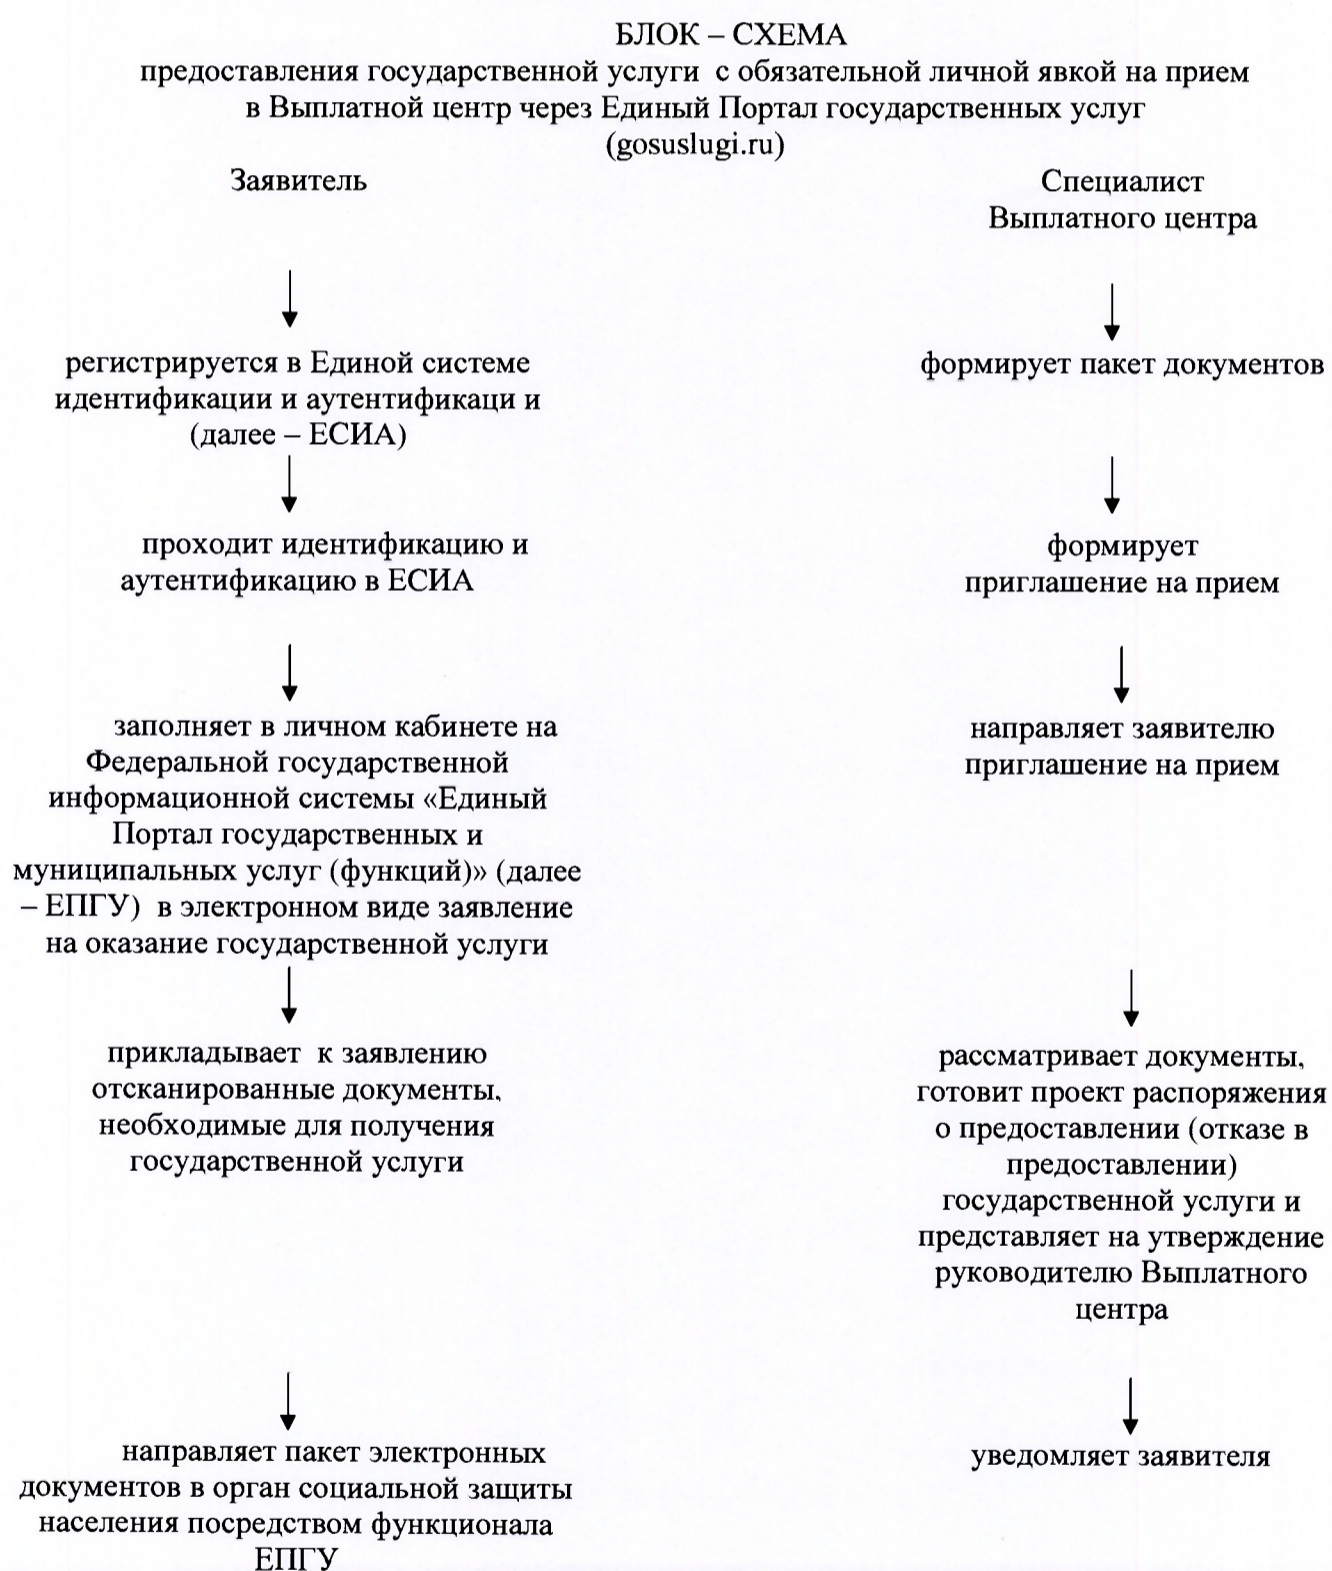 БЛОК – СХЕМА
предоставления государственной услуги с обязательной личной явкой на прием
в Выплатной центр через Единый Портал государственных услуг
(gosuslugi.ru)
Заявитель
регистрируется в Единой системе
идентификации и аутентификаци и
(далее – ЕСИА)
проходит идентификацию и
аутентификацию в ЕСИА
заполняет в личном кабинете на
Федеральной государственной
информационной системы «Единый
Портал государственных и
муниципальных услуг (функций)» (далее
– ЕПГУ) в электронном виде заявление
на оказание государственной услуги
прикладывает к заявлению
отсканированные документы,
необходимые для получения
государственной услуги
направляет пакет электронных
документов в орган социальной защиты
населения посредством функционала
ЕПГУ
Специалист
Выплатного центра
формирует пакет документов
формирует
приглашение на прием
направляет заявителю
приглашение на прием
рассматривает документы,
готовит проект распоряжения
о предоставлении (отказе в
предоставлении)
государственной услуги и
представляет на утверждение
руководителю Выплатного
центра
уведомляет заявителя